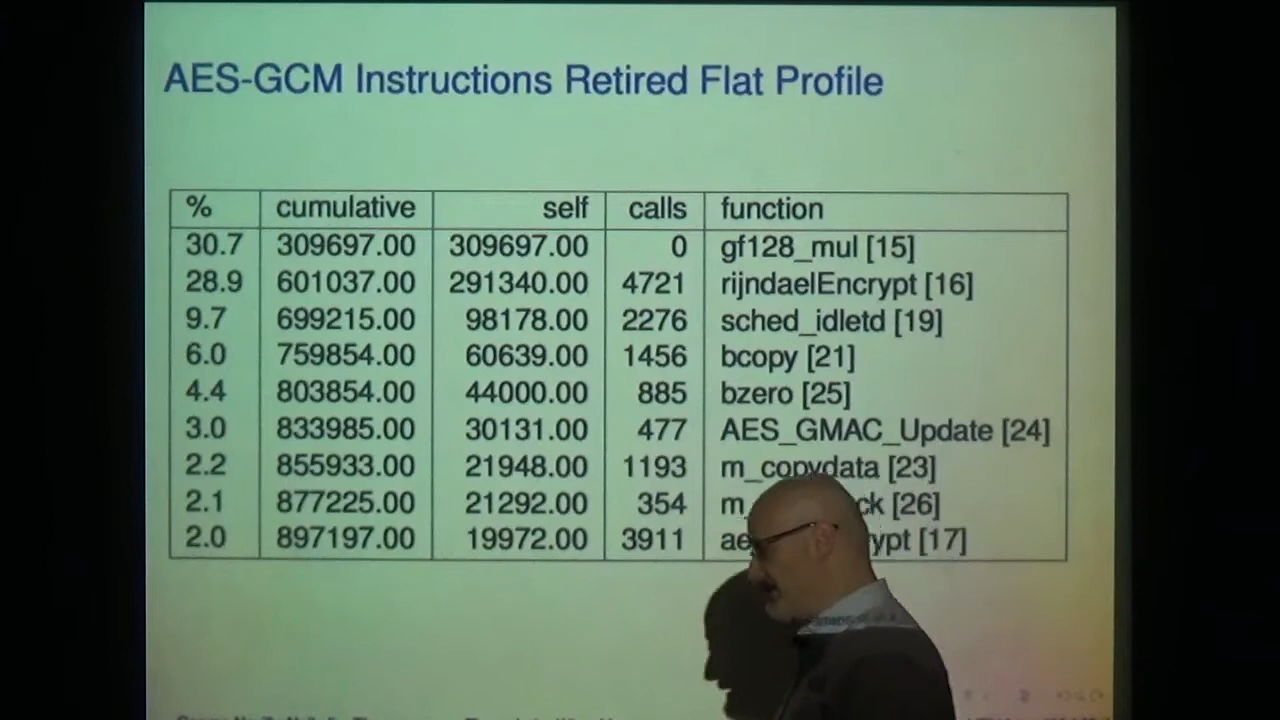 AES-GCM Instructions Retired Flat Profile
% cumulative self calls function
30.7 309697.00 309697.00 0 gf128_mul [15]
28.9 601037.00 291340.00 4721 rijndaelEncrypt [16]
9.7 699215.00 98178.00 2276 sched_idletd [19]
6.0 759854.00 60639.00 1456 bcopy [21]
4.4 803854.00 44000.00 885 bzero [25]
3.0 833985.00 30131.00 477 AES_GMAC_Update [24]
2.2 855933.00 21948.00 1193 m_copydata [23]
2.1 877225.00 21292.00 354 [26]
2.0 897197.00 19972.00 3911 [17]